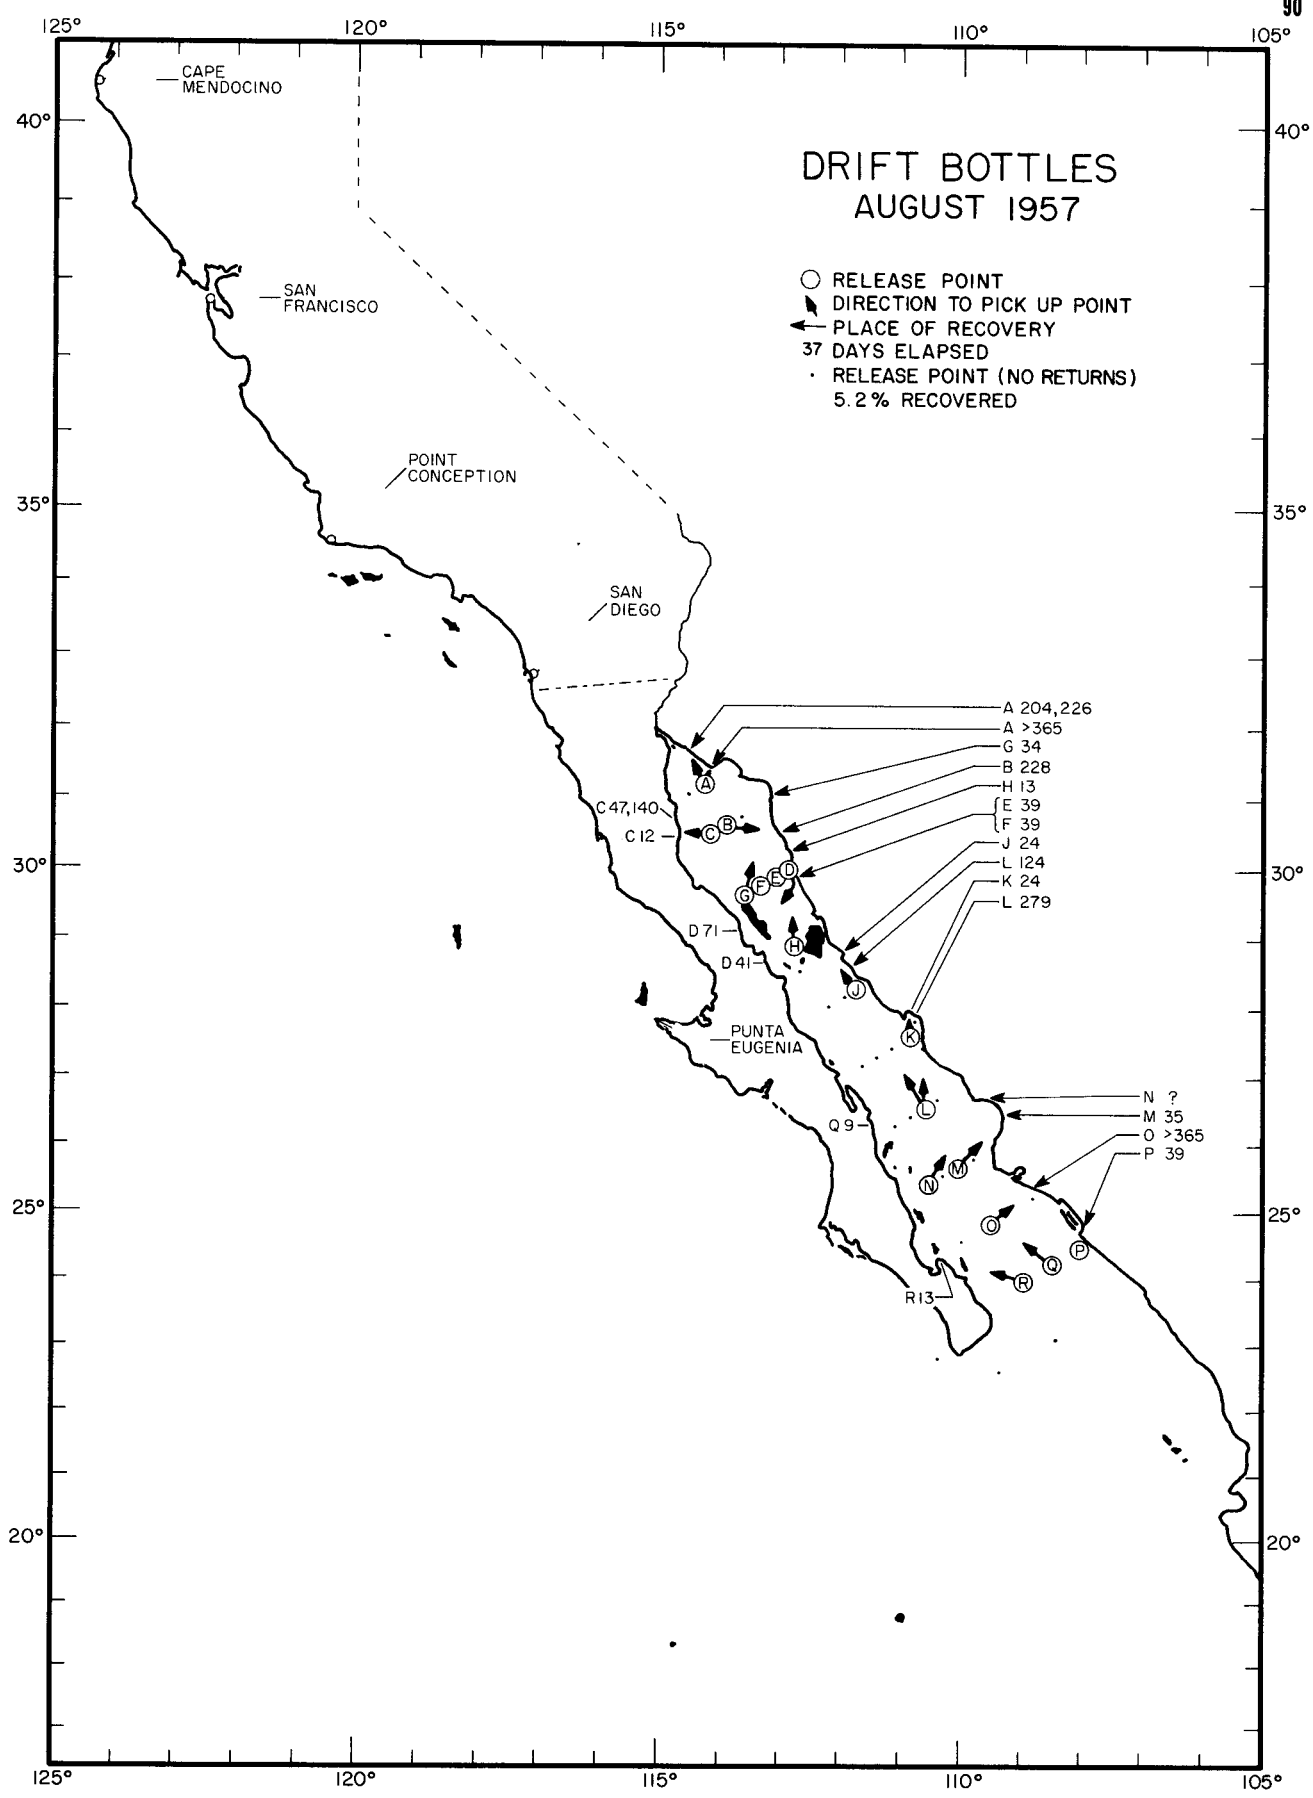 90
125° 120° 115° 110° 105°
CAPE
MENDOCINO
40° 40°
DRIFT BOTTLES
AUGUST 1957
RELEASE POINT
DIRECTION TO PICK UP POINT
PLACE OF RECOVERY
37 DAYS ELAPSED
RELEASE POINT (NO RETURNS)
5.2% RECOVERED
SAN
FRANCISCO
POINT
CONCEPTION
35° 35°
SAN
DIEGO
A 204,226
A >365
G 34
B 228
H 13
E 39
F 39
J 24
L 124
K 24
L 279
A
C 47,140
C 12
C B
30° 30°
G F E D
D 71
D 41
H
J
PUNTA
EUGENIA
K
L
N ?
M 35
O >365
P 39
Q 9
N M
25° 25°
O
P
Q
R
R 13
20° 20°
125° 120° 115° 110° 105°